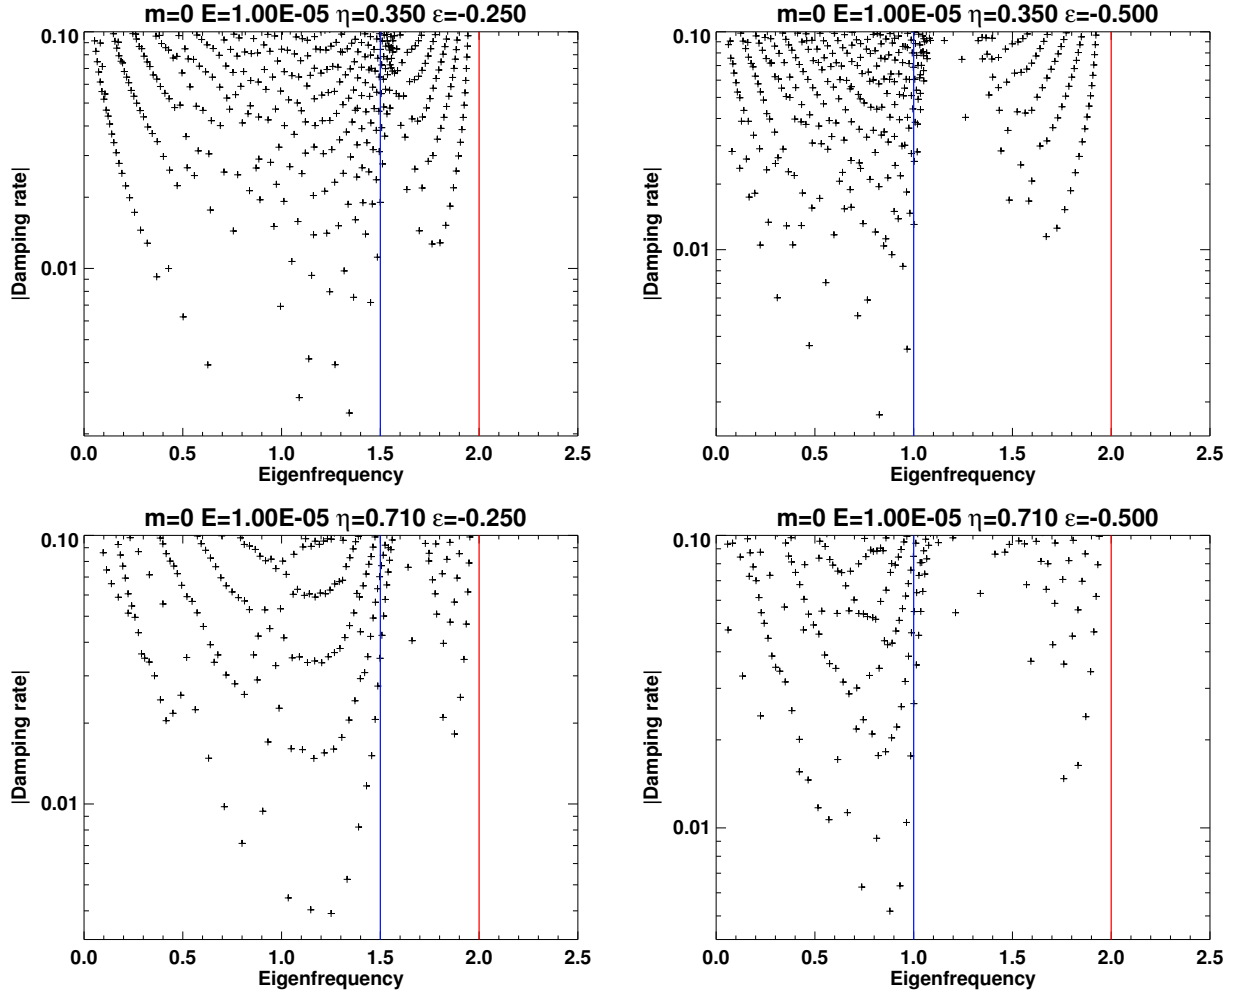 m=0 E=1.00E-05 η=0.350 ε=-0.250
0.10
0.01
|Damping rate|
0.0 0.5 1.0 1.5 2.0 2.5
Eigenfrequency
m=0 E=1.00E-05 η=0.350 ε=-0.500
0.10
0.01
|Damping rate|
0.0 0.5 1.0 1.5 2.0 2.5
Eigenfrequency
m=0 E=1.00E-05 η=0.710 ε=-0.250
0.10
0.01
|Damping rate|
0.0 0.5 1.0 1.5 2.0 2.5
Eigenfrequency
m=0 E=1.00E-05 η=0.710 ε=-0.500
0.10
0.01
|Damping rate|
0.0 0.5 1.0 1.5 2.0 2.5
Eigenfrequency